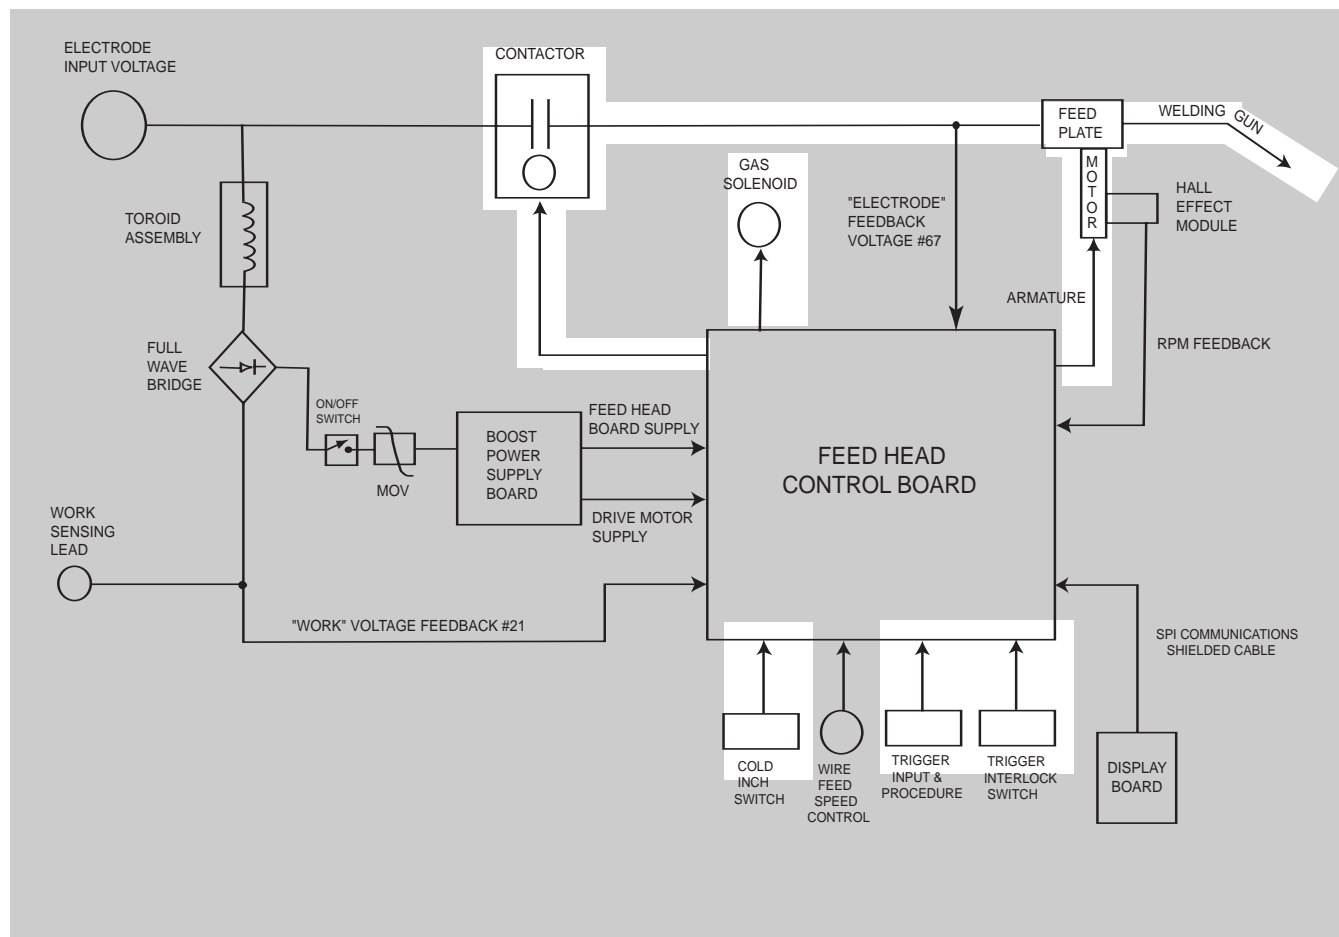 ELECTRODE
INPUT VOLTAGE
CONTACTOR
FEED
PLATE
WELDING GUN
MOTOR
HALL
EFFECT
MODULE
GAS
SOLENOID
"ELECTRODE"
FEEDBACK
VOLTAGE #67
TOROID
ASSEMBLY
ARMATURE
RPM FEEDBACK
FULL
WAVE
BRIDGE
ON/OFF
SWITCH
MOV
BOOST
POWER
SUPPLY
BOARD
FEED HEAD
BOARD SUPPLY
DRIVE MOTOR
SUPPLY
FEED HEAD
CONTROL BOARD
WORK
SENSING
LEAD
"WORK" VOLTAGE FEEDBACK #21
SPI COMMUNICATIONS
SHIELDED CABLE
COLD
INCH
SWITCH
WIRE
FEED
SPEED
CONTROL
TRIGGER
INPUT &
PROCEDURE
TRIGGER
INTERLOCK
SWITCH
DISPLAY
BOARD